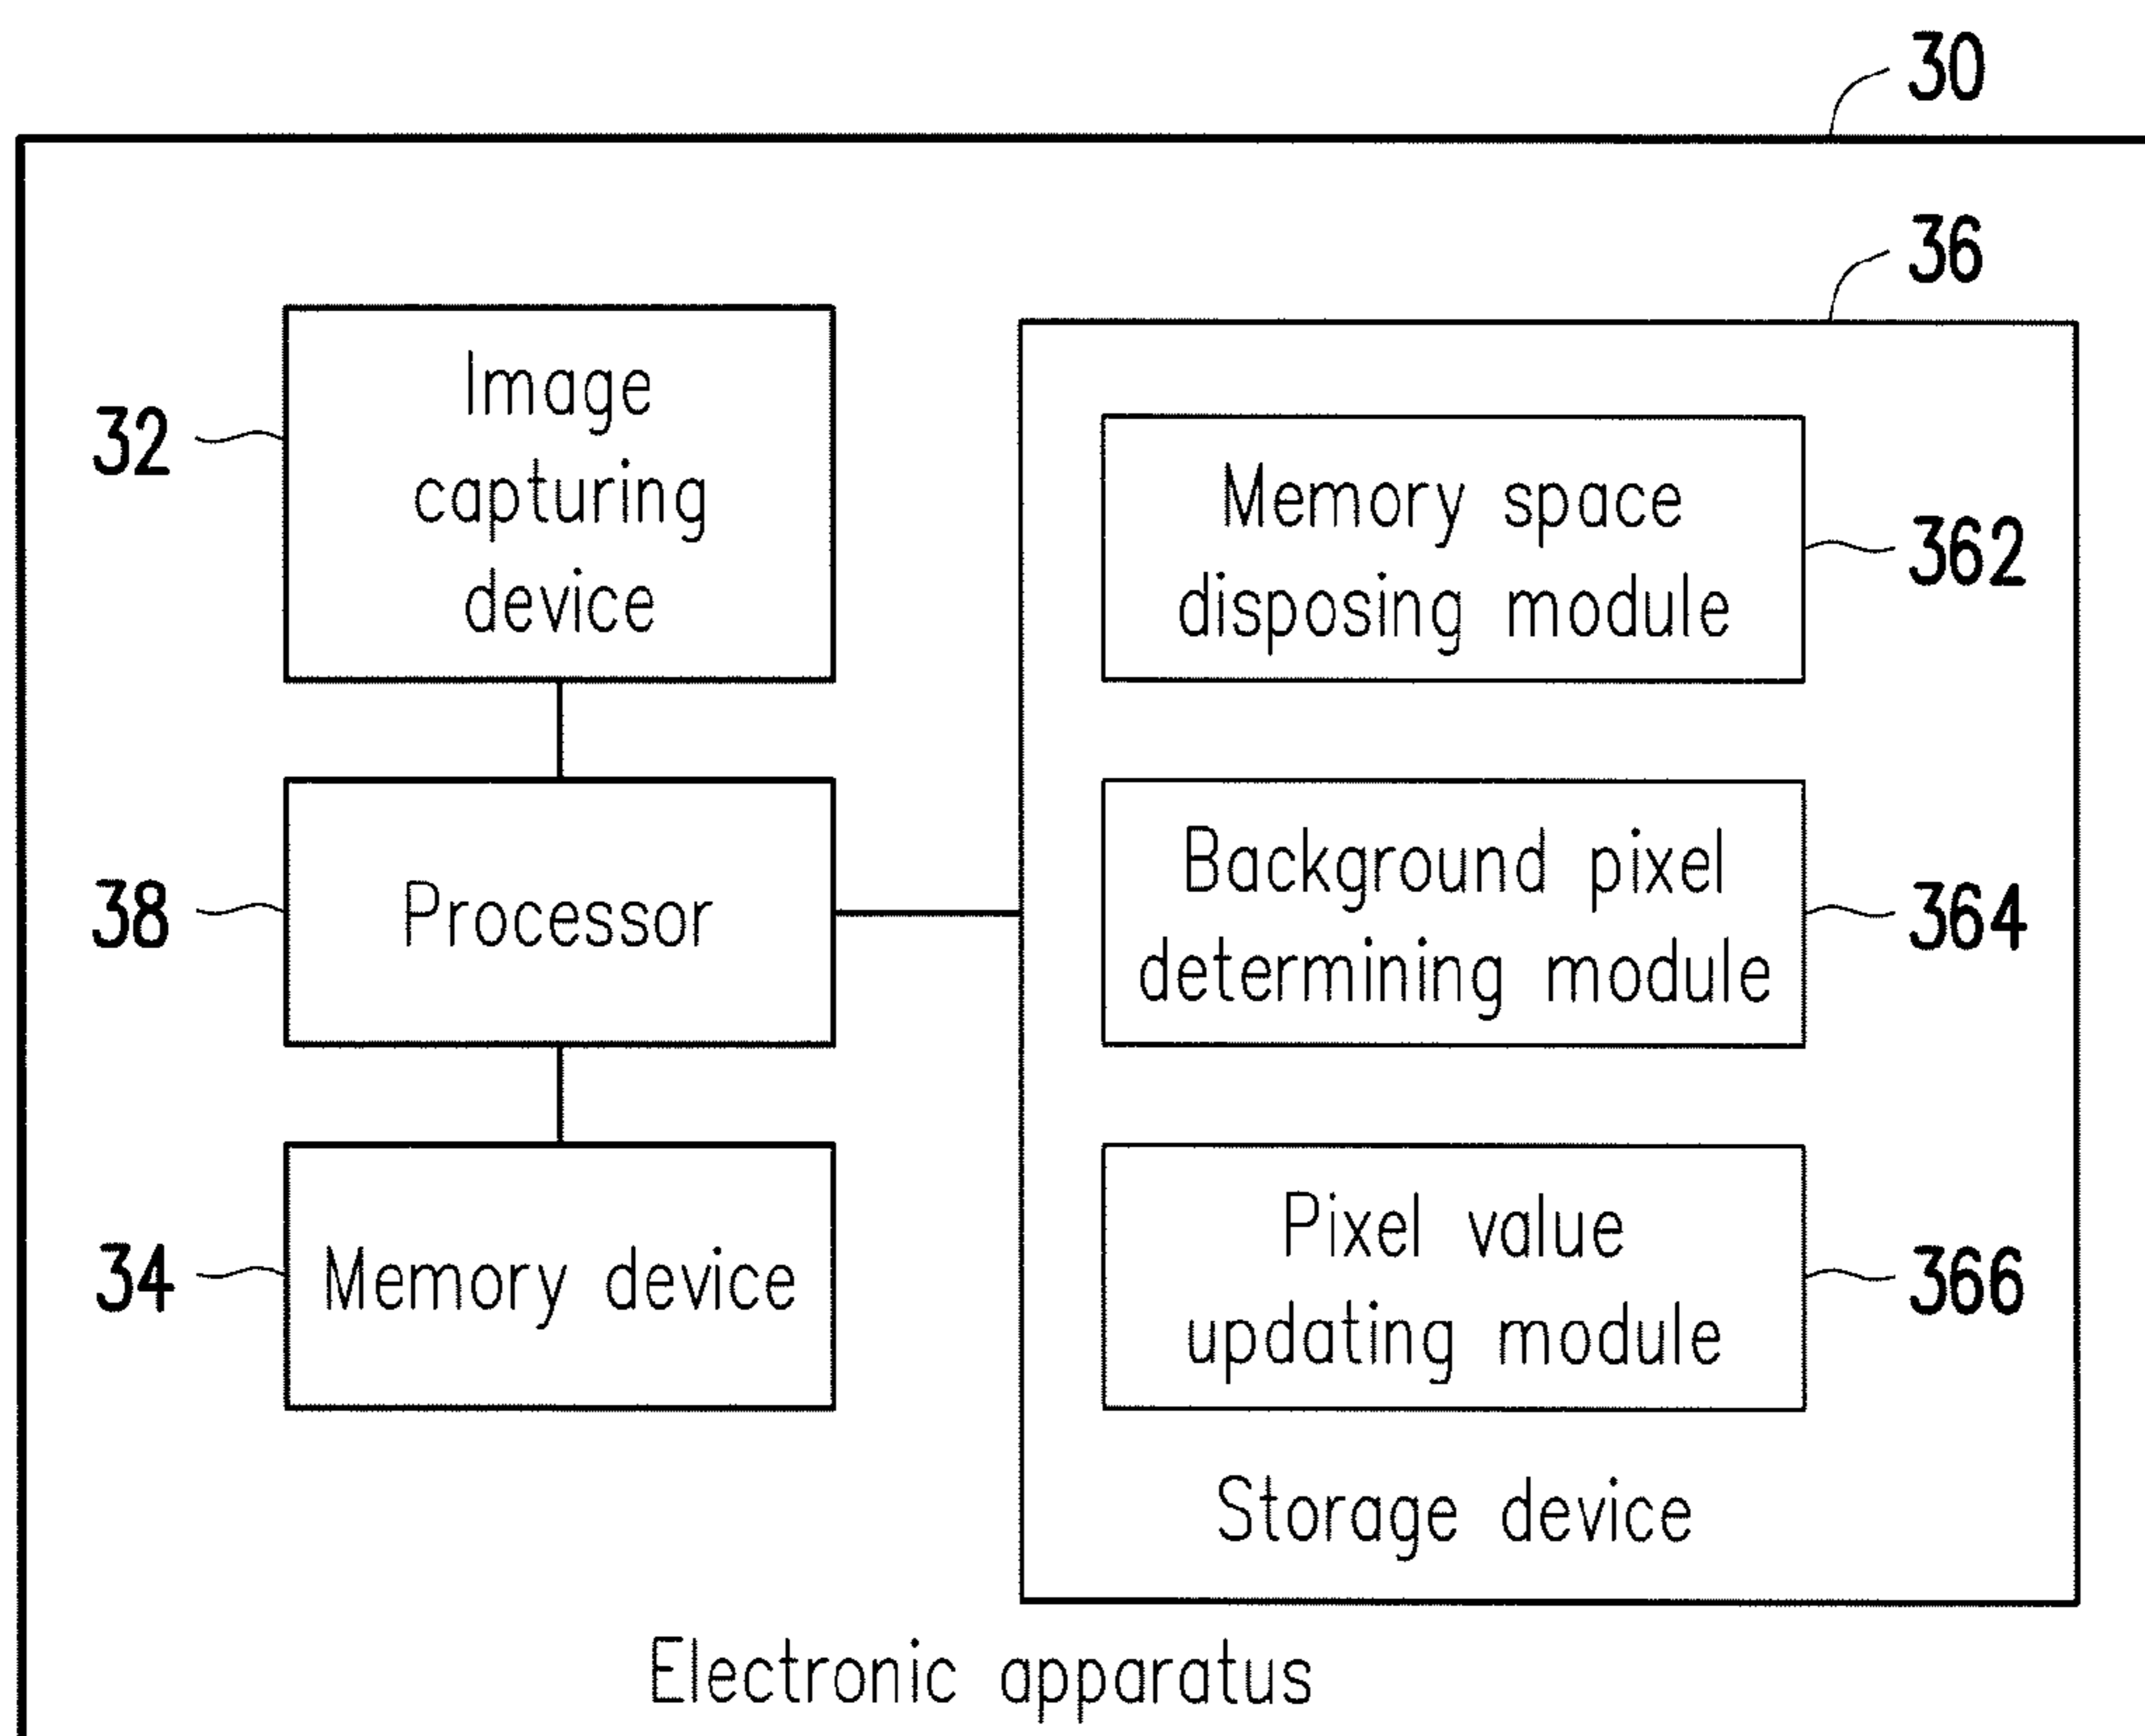 30
36
32
Image
capturing
device
Memory space
disposing module
362
38
Processor
Background pixel
determining module
364
34
Memory device
Pixel value
updating module
366
Storage device
Electronic apparatus